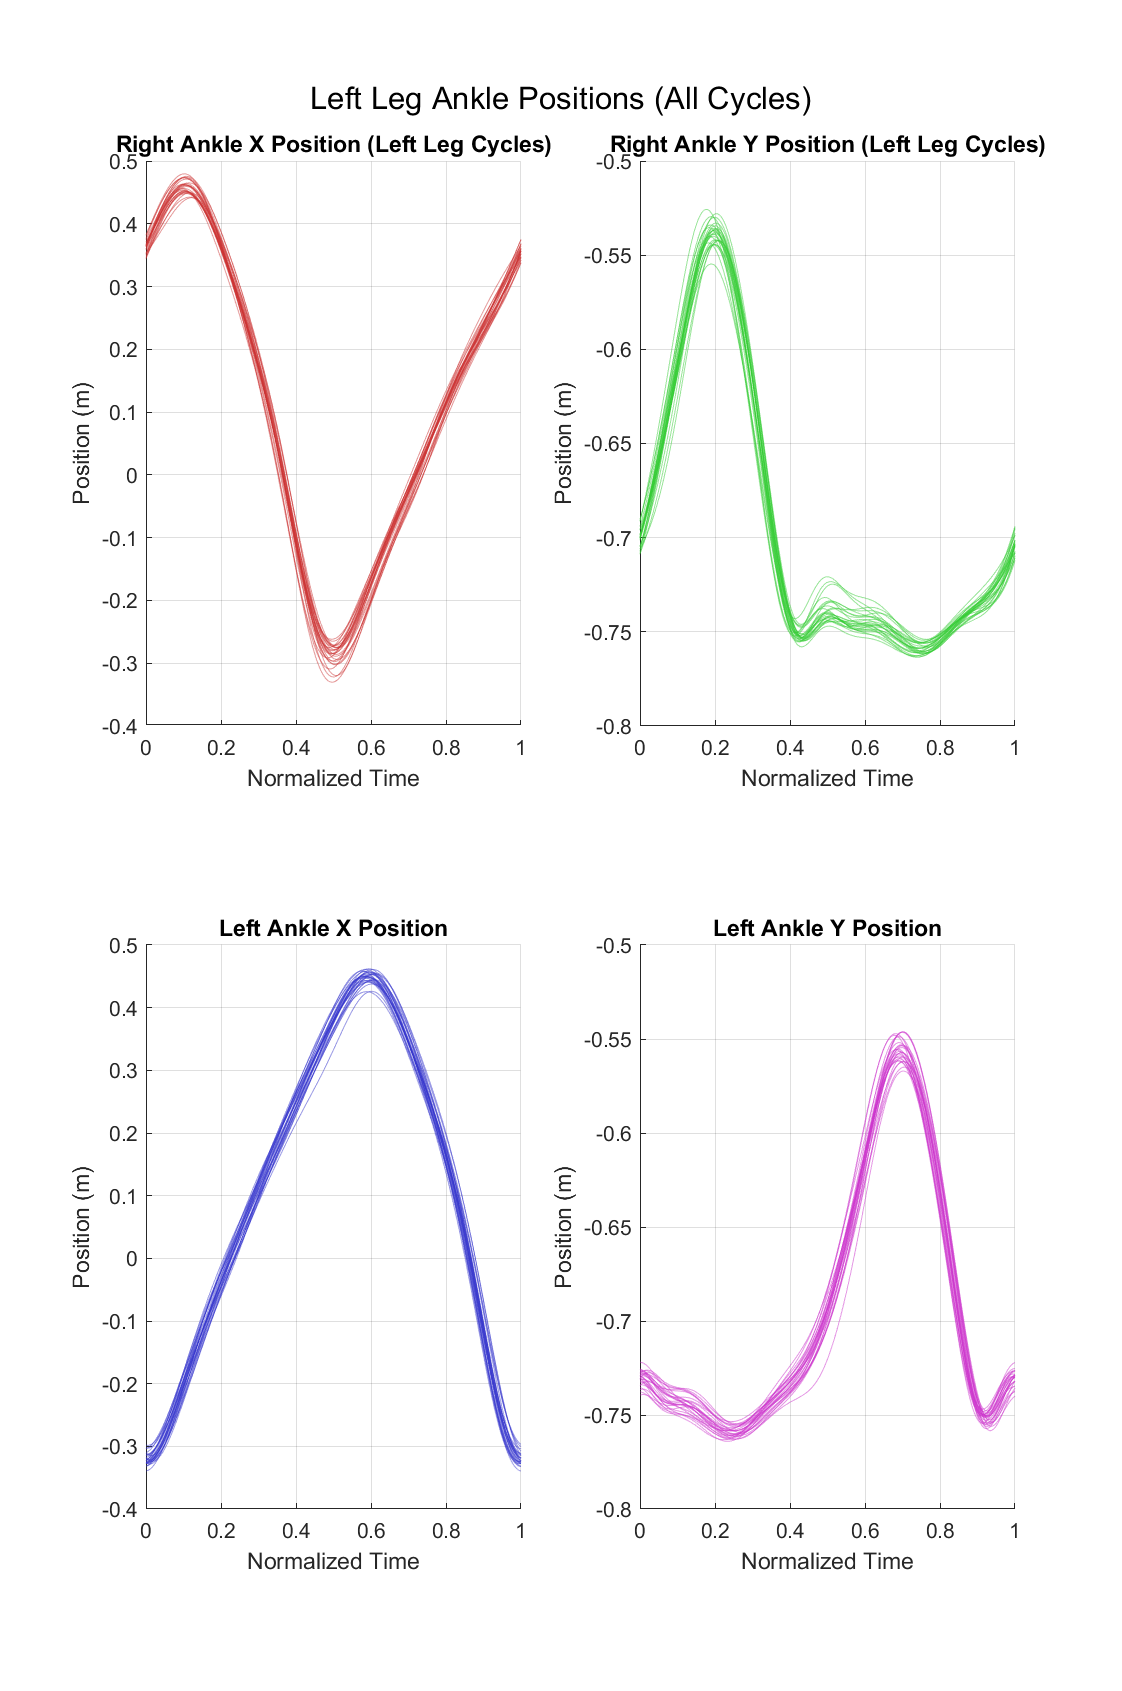 Left Leg Ankle Positions (All Cycles)
Right Ankle X Position (Left Leg Cycles)
0.5
0.4
0.3
0.2
0.1
0
-0.1
-0.2
-0.3
-0.4
Position (m)
0 0.2 0.4 0.6 0.8 1
Normalized Time
Right Ankle Y Position (Left Leg Cycles)
-0.5
-0.55
-0.6
-0.65
-0.7
-0.75
-0.8
Position (m)
0 0.2 0.4 0.6 0.8 1
Normalized Time
Left Ankle X Position
0.5
0.4
0.3
0.2
0.1
0
-0.1
-0.2
-0.3
-0.4
Position (m)
0 0.2 0.4 0.6 0.8 1
Normalized Time
Left Ankle Y Position
-0.5
-0.55
-0.6
-0.65
-0.7
-0.75
-0.8
Position (m)
0 0.2 0.4 0.6 0.8 1
Normalized Time